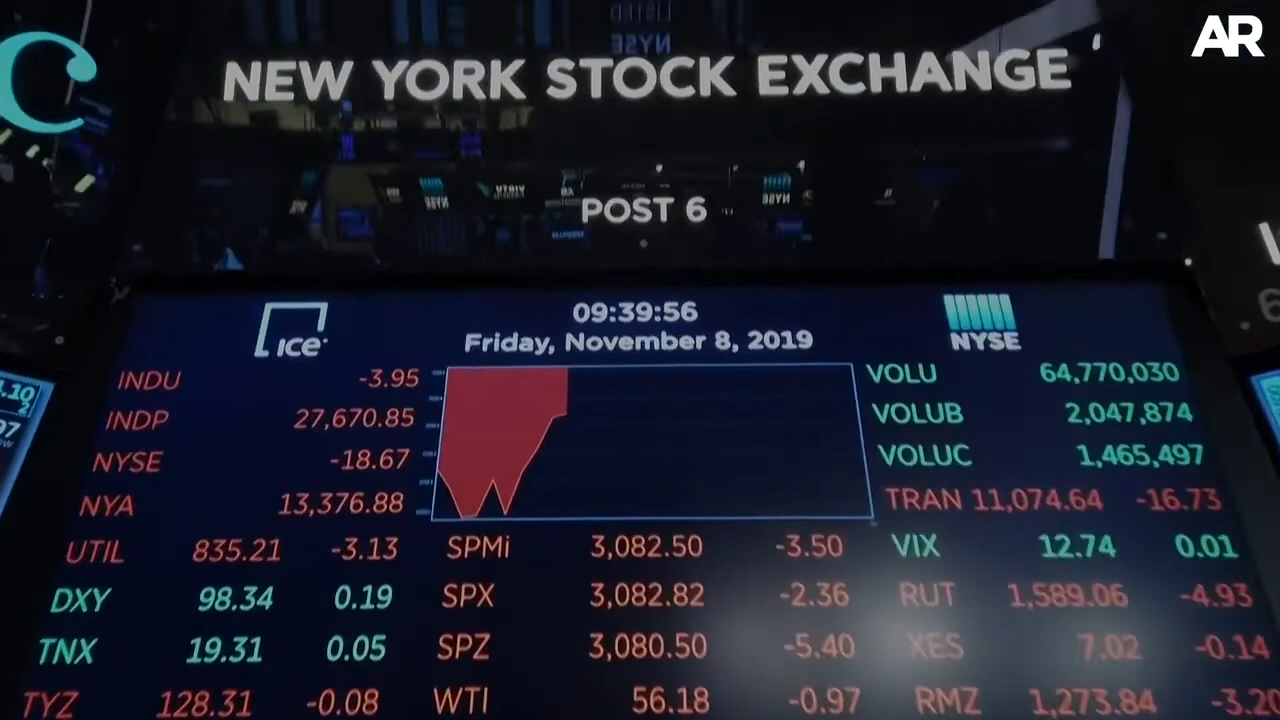 AR
C
NEW YORK STOCK EXCHANGE
POST 6
ICE
09:39:56
Friday, November 8, 2019
NYSE
INDU -3.95
INDP 27,670.85
NYSE -18.67
NYA 13,376.88
VOLU 64,770,030
VOLUB 2,047,874
VOLUC 1,465,497
TRAN 11,074.64 -16.73
UTIL 835.21 -3.13 SPMi 3,082.50 -3.50 VIX 12.74 0.01
DXY 98.34 0.19 SPX 3,082.82 -2.36 RUT 1,589.06 -4.93
TNX 19.31 0.05 SPZ 3,080.50 -5.40 XES 7.02 -0.14
TYZ 128.31 -0.08 WTI 56.18 -0.97 RMZ 1,273.84 -3.20